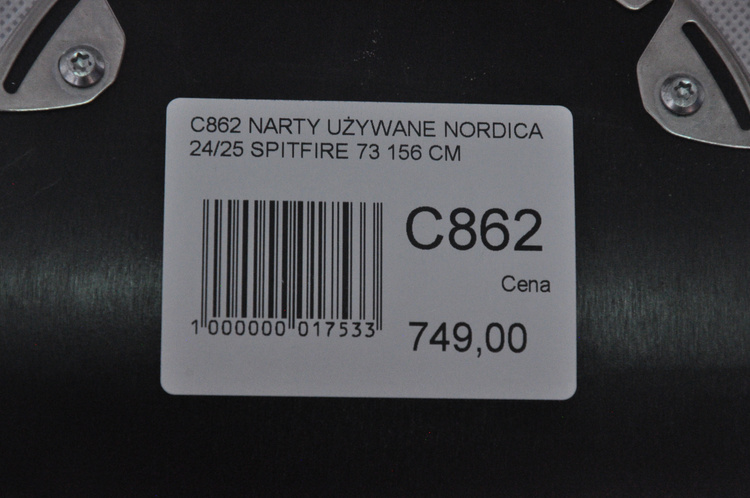 C862 NARTY UŻYWANE NORDICA
24/25 SPITFIRE 73 156 CM
C862
Cena
1 000000 017533
749,00